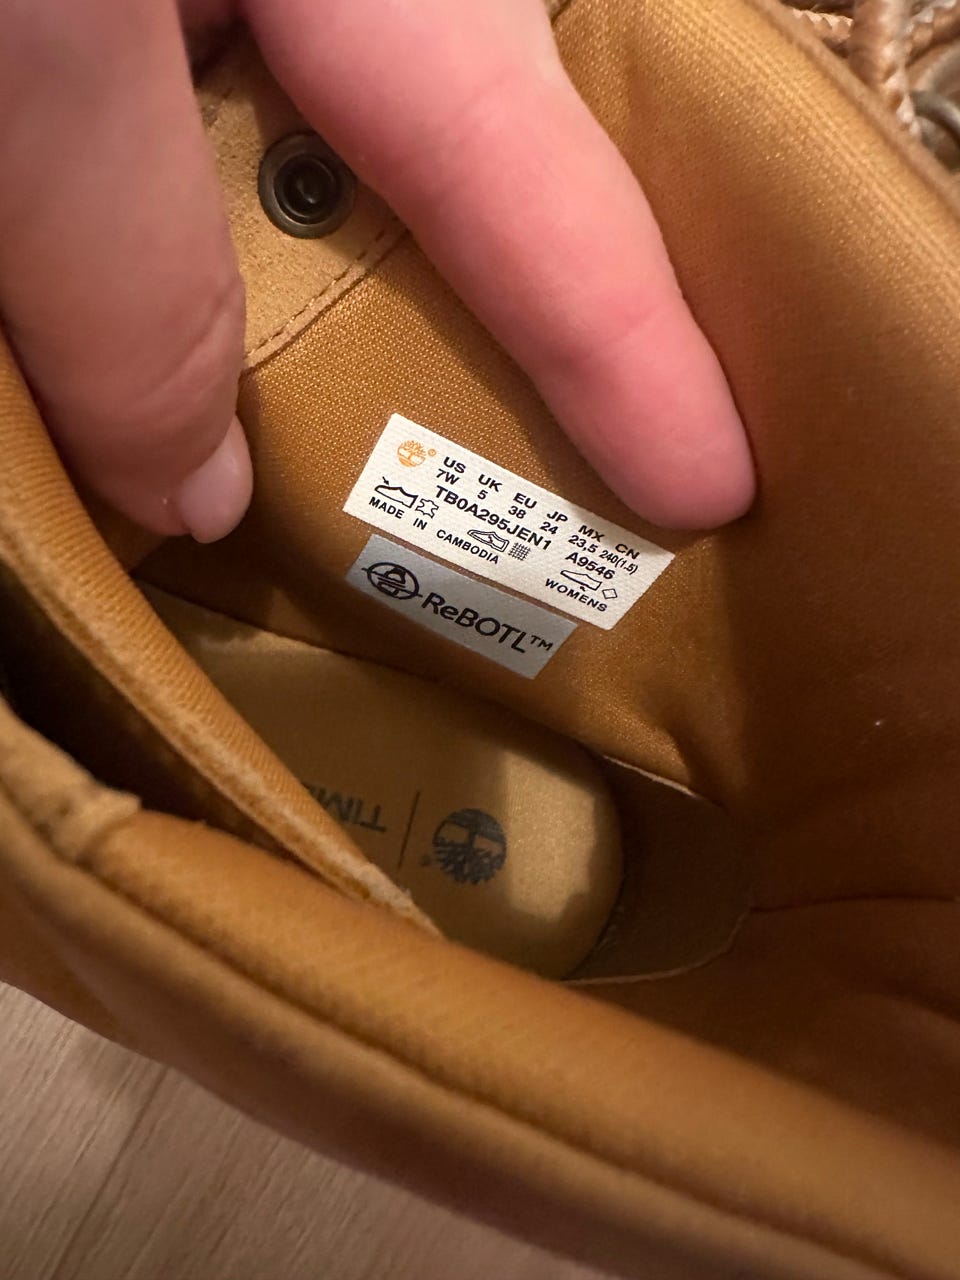 US UK EU JP MX CN
7W 5 38 24 23,5 240(1.5)
TB0A295JEN1 A9546
MADE IN CAMBODIA
WOMENS
ReBOTL™
TIM